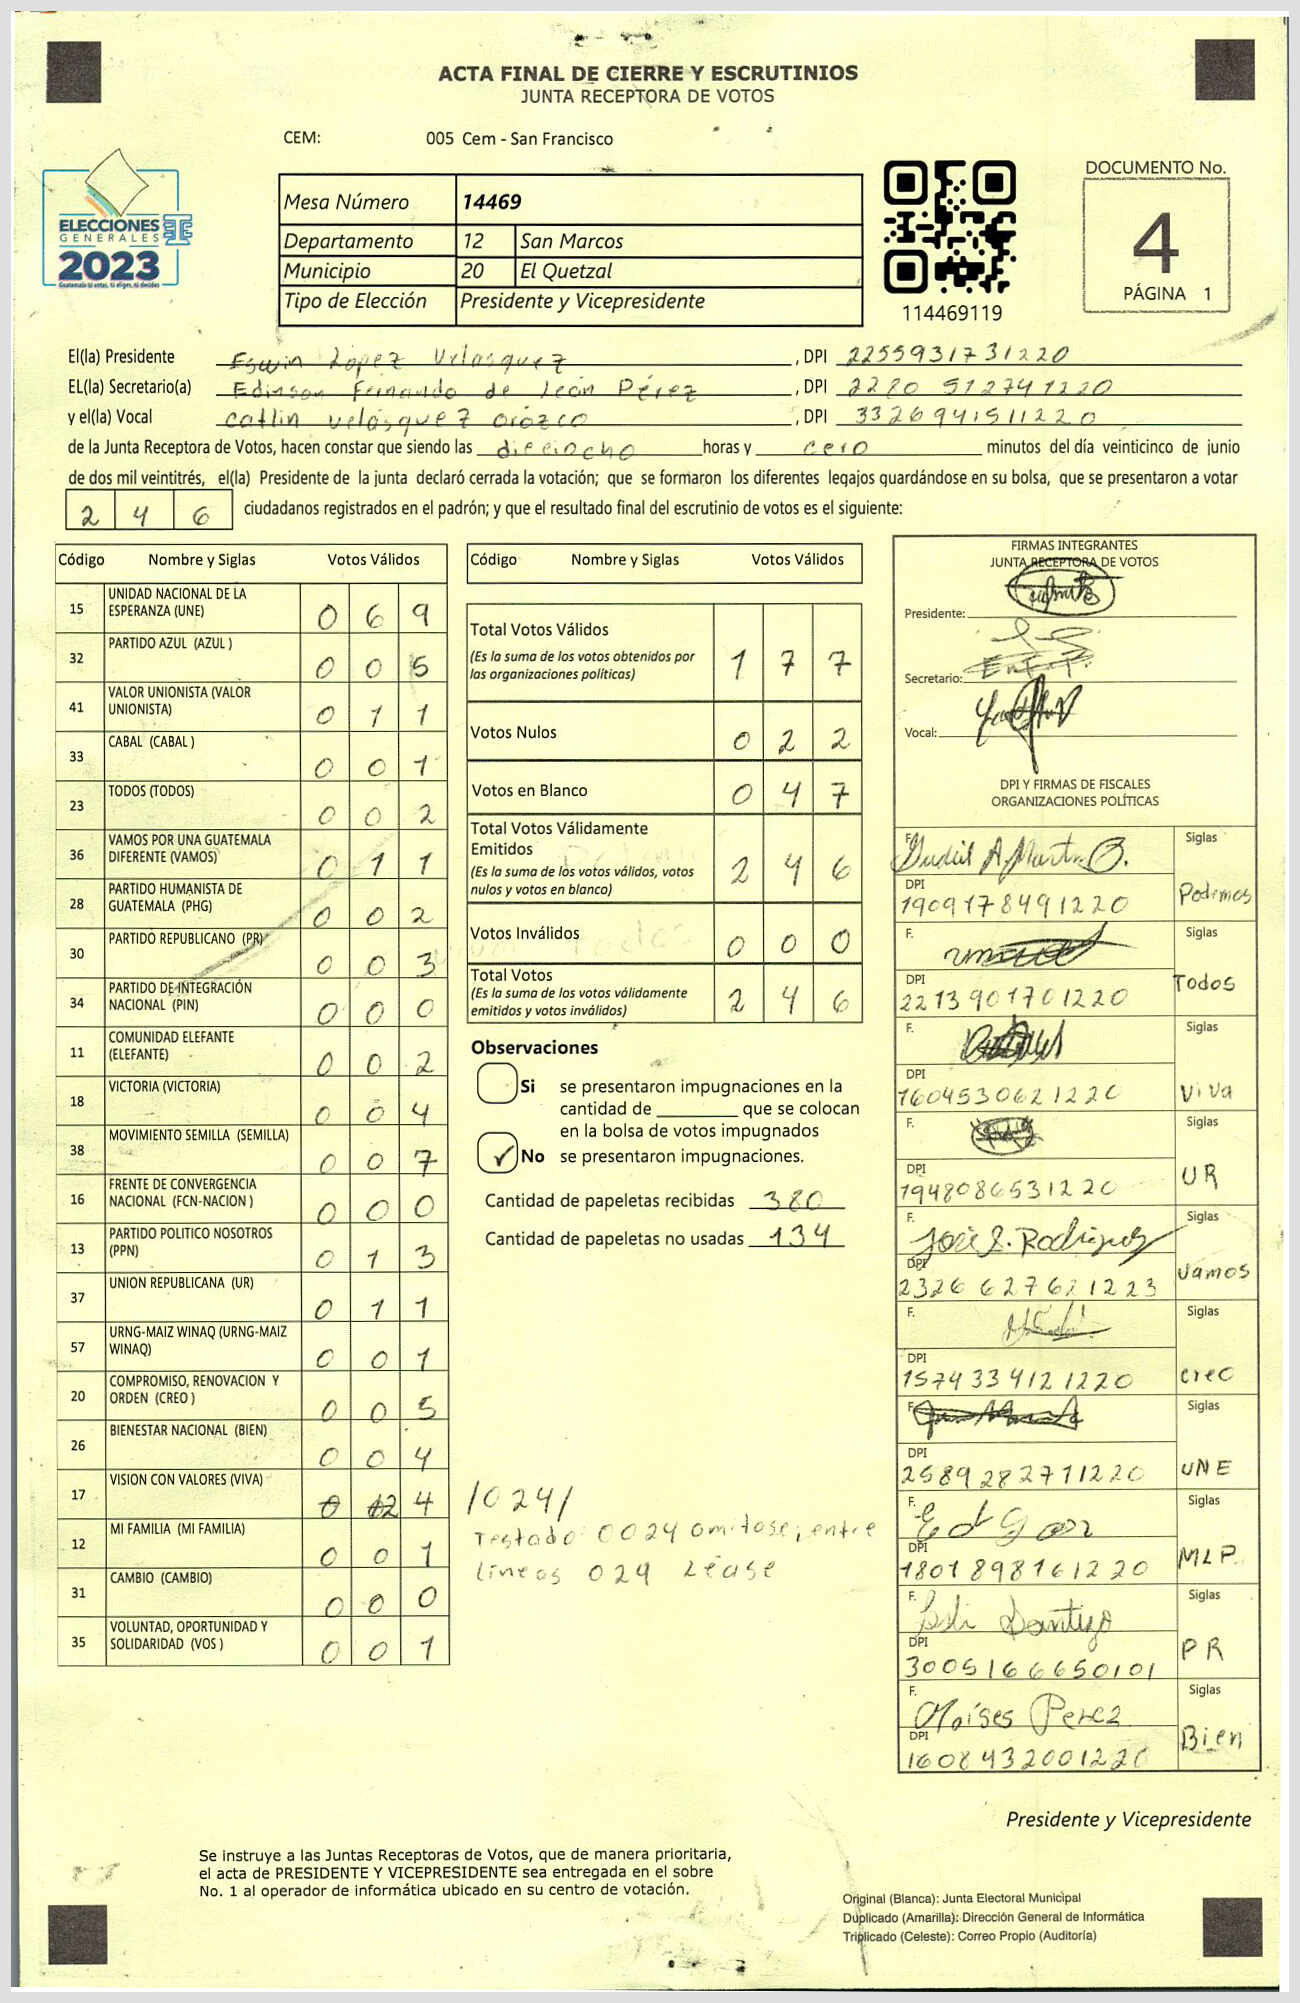 ACTA FINAL DE CIERRE Y ESCRUTINIOS
JUNTA RECEPTORA DE VOTOS
CEM: 005 Cem - San Francisco
ELECCIONES
GENERALES
2023
Guatemala tú votas, tú eliges, tú decides
Mesa Número 14469
Departamento 12 San Marcos
Municipio 20 El Quetzal
Tipo de Elección Presidente y Vicepresidente
114469119
DOCUMENTO No.
4
PÁGINA 1
El(la) Presidente Eswin López Velasquez , DPI 2255931731220
EL(la) Secretario(a) Edinson Fernando de León Pérez , DPI 2280 512741220
y el(la) Vocal Catlin Velásquez Orózco , DPI 3326941511220
de la Junta Receptora de Votos, hacen constar que siendo las dieciocho horas y cero minutos del día veinticinco de junio
de dos mil veintitrés, el(la) Presidente de la junta declaró cerrada la votación; que se formaron los diferentes legajos guardándose en su bolsa, que se presentaron a votar
2 4 6 ciudadanos registrados en el padrón; y que el resultado final del escrutinio de votos es el siguiente:
Código Nombre y Siglas Votos Válidos
15 UNIDAD NACIONAL DE LA ESPERANZA (UNE) 0 6 9
32 PARTIDO AZUL (AZUL ) 0 0 5
41 VALOR UNIONISTA (VALOR UNIONISTA) 0 1 1
33 CABAL (CABAL ) 0 0 1
23 TODOS (TODOS) 0 0 2
36 VAMOS POR UNA GUATEMALA DIFERENTE (VAMOS) 0 1 1
28 PARTIDO HUMANISTA DE GUATEMALA (PHG) 0 0 2
30 PARTIDO REPUBLICANO (PR) 0 0 3
34 PARTIDO DE INTEGRACIÓN NACIONAL (PIN) 0 0 0
11 COMUNIDAD ELEFANTE (ELEFANTE) 0 0 2
18 VICTORIA (VICTORIA) 0 0 4
38 MOVIMIENTO SEMILLA (SEMILLA) 0 0 7
16 FRENTE DE CONVERGENCIA NACIONAL (FCN-NACION ) 0 0 0
13 PARTIDO POLITICO NOSOTROS (PPN) 0 1 3
37 UNION REPUBLICANA (UR) 0 1 1
57 URNG-MAIZ WINAQ (URNG-MAIZ WINAQ) 0 0 1
20 COMPROMISO, RENOVACION Y ORDEN (CREO ) 0 0 5
26 BIENESTAR NACIONAL (BIEN) 0 0 4
17 VISION CON VALORES (VIVA) 0 02 4
12 MI FAMILIA (MI FAMILIA) 0 0 1
31 CAMBIO (CAMBIO) 0 0 0
35 VOLUNTAD, OPORTUNIDAD Y SOLIDARIDAD (VOS ) 0 0 1
Código Nombre y Siglas Votos Válidos
Total Votos Válidos 1 7 7
(Es la suma de los votos obtenidos por las organizaciones políticas)
Votos Nulos 0 2 2
Votos en Blanco 0 4 7
Total Votos Válidamente Emitidos 2 4 6
(Es la suma de los votos válidos, votos nulos y votos en blanco)
Votos Inválidos 0 0 0
Total Votos 2 4 6
(Es la suma de los votos válidamente emitidos y votos inválidos)
Observaciones
Si se presentaron impugnaciones en la
cantidad de ________ que se colocan
en la bolsa de votos impugnados
✓ No se presentaron impugnaciones.
Cantidad de papeletas recibidas 380
Cantidad de papeletas no usadas 134
/024/
Testado 0024 omitose, entre
lineas 024 Léase
FIRMAS INTEGRANTES
JUNTA RECEPTORA DE VOTOS
Presidente:
Secretario:
Vocal:
DPI Y FIRMAS DE FISCALES
ORGANIZACIONES POLÍTICAS
F. Siglas
DPI 1909178491220 Podemos
F. Siglas
DPI 2213901701220 Todos
F. Siglas
DPI 1604530621220 Viva
F. Siglas
DPI 1948086531220 UR
F. José L. Rodriguez Siglas
DPI 2326 627621223 Vamos
F. Siglas
DPI 1574334121220 creo
F. Siglas
DPI 2589282711220 UNE
F. Siglas
DPI 1801898161220 MLP.
F. Siglas
DPI 3005166650101 PR
F. Moises Perez Siglas
DPI 1608432001220 Bien
Presidente y Vicepresidente
Se instruye a las Juntas Receptoras de Votos, que de manera prioritaria,
el acta de PRESIDENTE Y VICEPRESIDENTE sea entregada en el sobre
No. 1 al operador de informática ubicado en su centro de votación.
Original (Blanca): Junta Electoral Municipal
Duplicado (Amarilla): Dirección General de Informática
Triplicado (Celeste): Correo Propio (Auditoría)